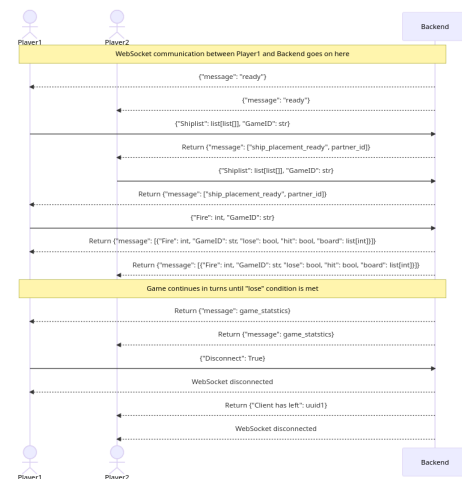 Player1
Player2
Backend
WebSocket communication between Player1 and Backend goes on here
{"message": "ready"}
{"message": "ready"}
{"Shiplist": list[list[]], "GameID": str}
Return {"message": ["ship_placement_ready", partner_id]}
{"Shiplist": list[list[]], "GameID": str}
Return {"message": ["ship_placement_ready", partner_id]}
{"Fire": int, "GameID": str}
Return {"message": [{"Fire": int, "GameID": str, "lose": bool, "hit": bool, "board": list[int]}]}
Return {"message": [{"Fire": int, "GameID": str, "lose": bool, "hit": bool, "board": list[int]}]}
Game continues in turns until "lose" condition is met
Return {"message": game_statstics}
Return {"message": game_statstics}
{"Disconnect": True}
WebSocket disconnected
Return {"Client has left": uuid1}
WebSocket disconnected
Player1
Player2
Backend